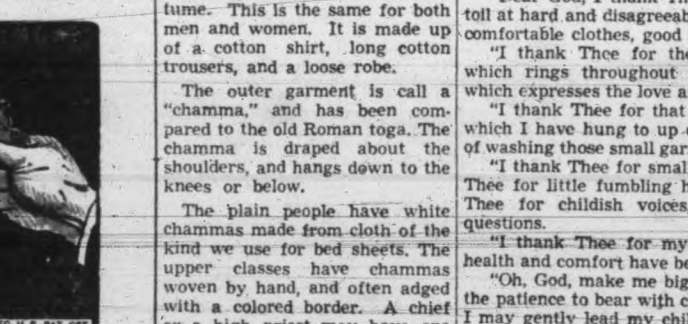 tume. This is the same for both
men and women. It is made up
of a cotton shirt, long cotton
trousers, and a loose robe.
The outer garment is call a
"chamma," and has been com-
pared to the old Roman toga. The
chamma is draped about the
shoulders, and hangs down to the
knees or below.
The plain people have white
chammas made from cloth of the
kind we use for bed sheets. The
upper classes have chammas
woven by hand, and often adged
with a colored border. A chief
toil at hard and
comfortable clothes, good
"I thank Thee for
which rings throughout
which expresses the love
"I thank Thee for that
which I have hung to up
of washing those small
"I thank Thee for
Thee for little fumbling
Thee for childish voices,
questions.
"I thank Thee for my
health and comfort have
"Oh, God, make me
the patience to bear with
I may gently lead my